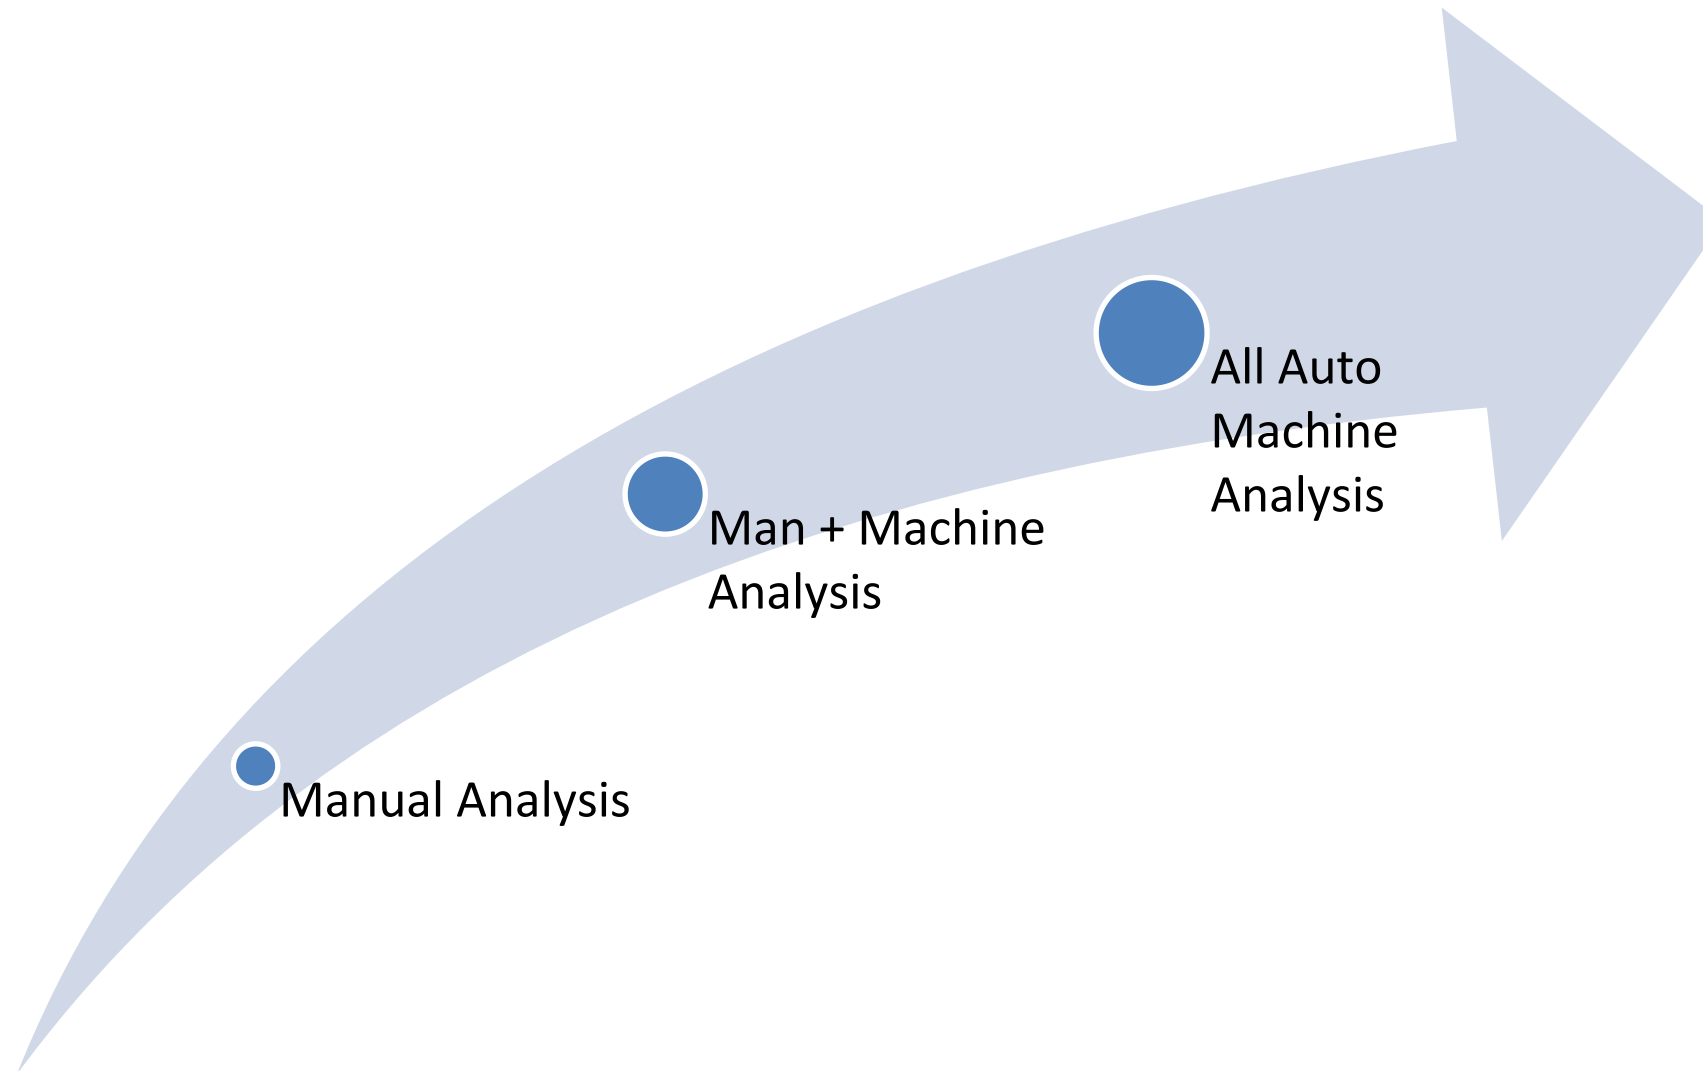 All Auto
Machine
Analysis
Man + Machine
Analysis
Manual Analysis